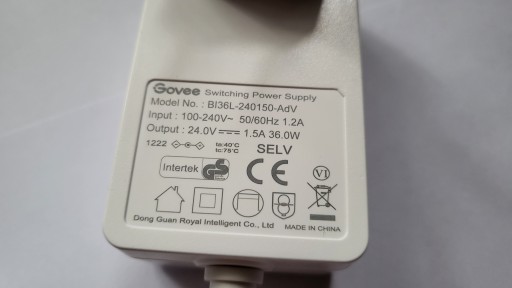 Govee Switching Power Supply
Model No. : BI36L-240150-AdV
Input : 100-240V~ 50/60Hz 1.2A
Output : 24.0V⎓ 1.5A 36.0W
1222 ta:40°C
tc:75°C SELV
Intertek GS CE VI
Dong Guan Royal Intelligent Co., Ltd
MADE IN CHINA